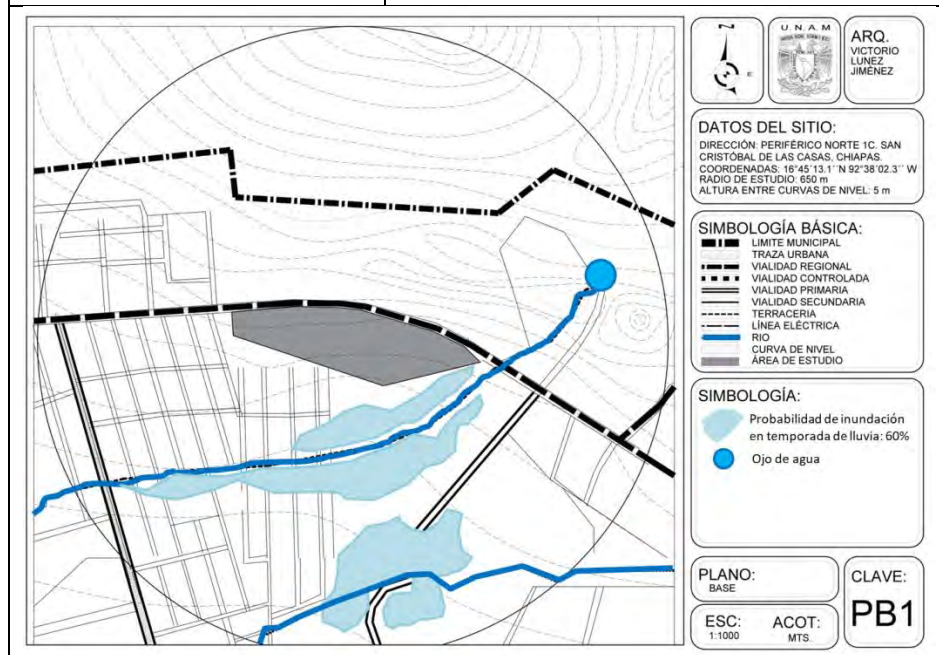 N
E
U N A M
ARQ.
VICTORIO
LUNEZ
JIMÉNEZ
DATOS DEL SITIO:
DIRECCIÓN: PERIFÉRICO NORTE 1C. SAN
CRISTÓBAL DE LAS CASAS, CHIAPAS.
COORDENADAS: 16°45´13.1´´N 92°38´02.3´´ W
RADIO DE ESTUDIO: 650 m
ALTURA ENTRE CURVAS DE NIVEL: 5 m
SIMBOLOGÍA BÁSICA:
LIMITE MUNICIPAL
TRAZA URBANA
VIALIDAD REGIONAL
VIALIDAD CONTROLADA
VIALIDAD PRIMARIA
VIALIDAD SECUNDARIA
TERRACERIA
LÍNEA ELÉCTRICA
RIO
CURVA DE NIVEL
ÁREA DE ESTUDIO
SIMBOLOGÍA:
Probabilidad de inundación
en temporada de lluvia: 60%
Ojo de agua
PLANO:
BASE
ESC:
1:1000
ACOT:
MTS.
CLAVE:
PB1